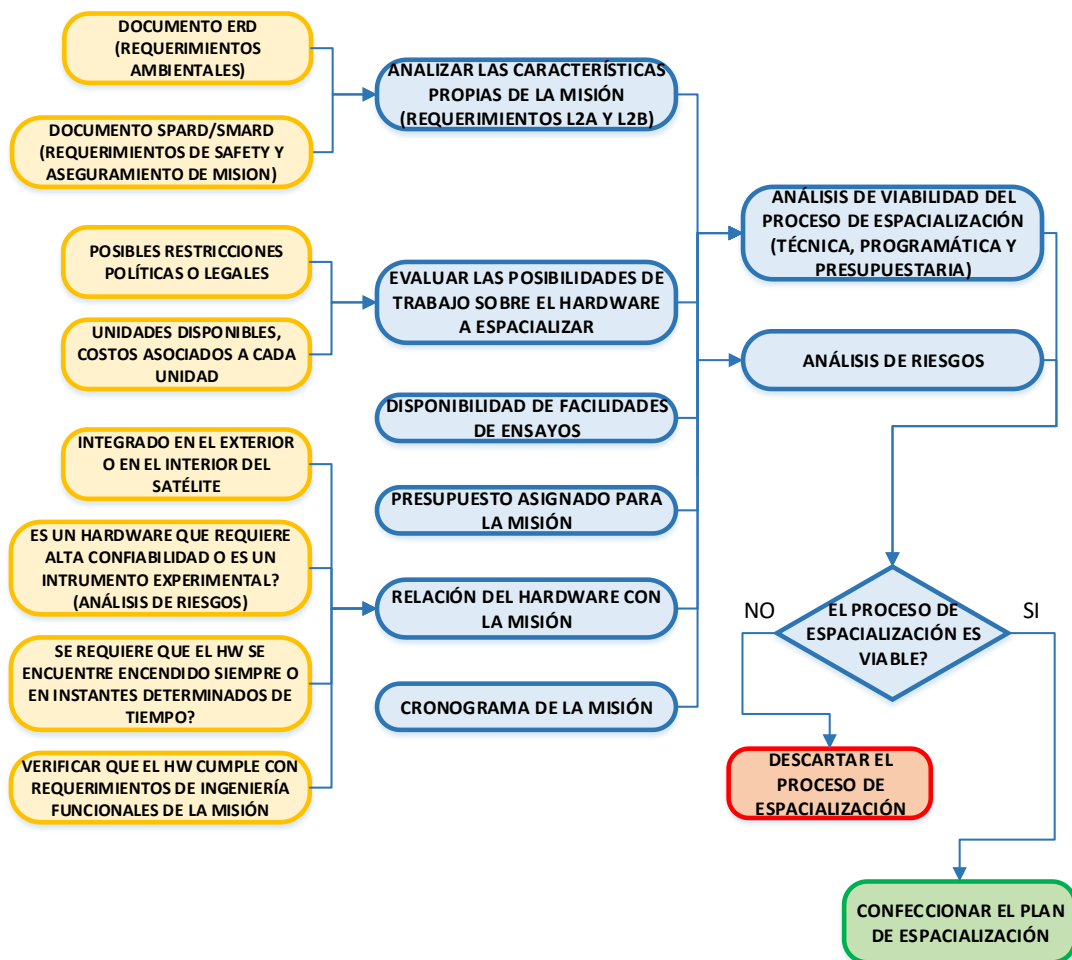 DOCUMENTO ERD
(REQUERIMIENTOS
AMBIENTALES)
DOCUMENTO SPARD/SMARD
(REQUERIMIENTOS DE SAFETY Y
ASEGURAMIENTO DE MISION)
POSIBLES RESTRICCIONES
POLÍTICAS O LEGALES
UNIDADES DISPONIBLES,
COSTOS ASOCIADOS A CADA
UNIDAD
INTEGRADO EN EL EXTERIOR
O EN EL INTERIOR DEL
SATÉLITE
ES UN HARDWARE QUE REQUIERE
ALTA CONFIABILIDAD O ES UN
INTRUMENTO EXPERIMENTAL?
(ANÁLISIS DE RIESGOS)
SE REQUIERE QUE EL HW SE
ENCUENTRE ENCENDIDO SIEMPRE O
EN INSTANTES DETERMINADOS DE
TIEMPO?
VERIFICAR QUE EL HW CUMPLE CON
REQUERIMIENTOS DE INGENIERÍA
FUNCIONALES DE LA MISIÓN
ANALIZAR LAS CARACTERÍSTICAS
PROPIAS DE LA MISIÓN
(REQUERIMIENTOS L2A Y L2B)
EVALUAR LAS POSIBILIDADES DE
TRABAJO SOBRE EL HARDWARE
A ESPACIALIZAR
DISPONIBILIDAD DE FACILIDADES
DE ENSAYOS
PRESUPUESTO ASIGNADO PARA
LA MISIÓN
RELACIÓN DEL HARDWARE CON
LA MISIÓN
CRONOGRAMA DE LA MISIÓN
ANÁLISIS DE VIABILIDAD DEL
PROCESO DE ESPACIALIZACIÓN
(TÉCNICA, PROGRAMÁTICA Y
PRESUPUESTARIA)
ANÁLISIS DE RIESGOS
EL PROCESO DE
ESPACIALIZACIÓN ES
VIABLE?
NO
SI
DESCARTAR EL
PROCESO DE
ESPACIALIZACIÓN
CONFECCIONAR EL PLAN
DE ESPACIALIZACIÓN